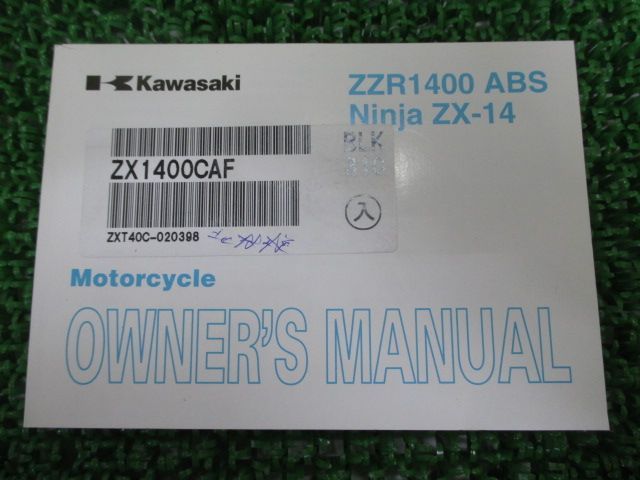 Kawasaki
ZZR1400 ABS
Ninja ZX-14
BLK
ZX1400CAF
入
ZXT40C-020398
Motorcycle
OWNER'S MANUAL